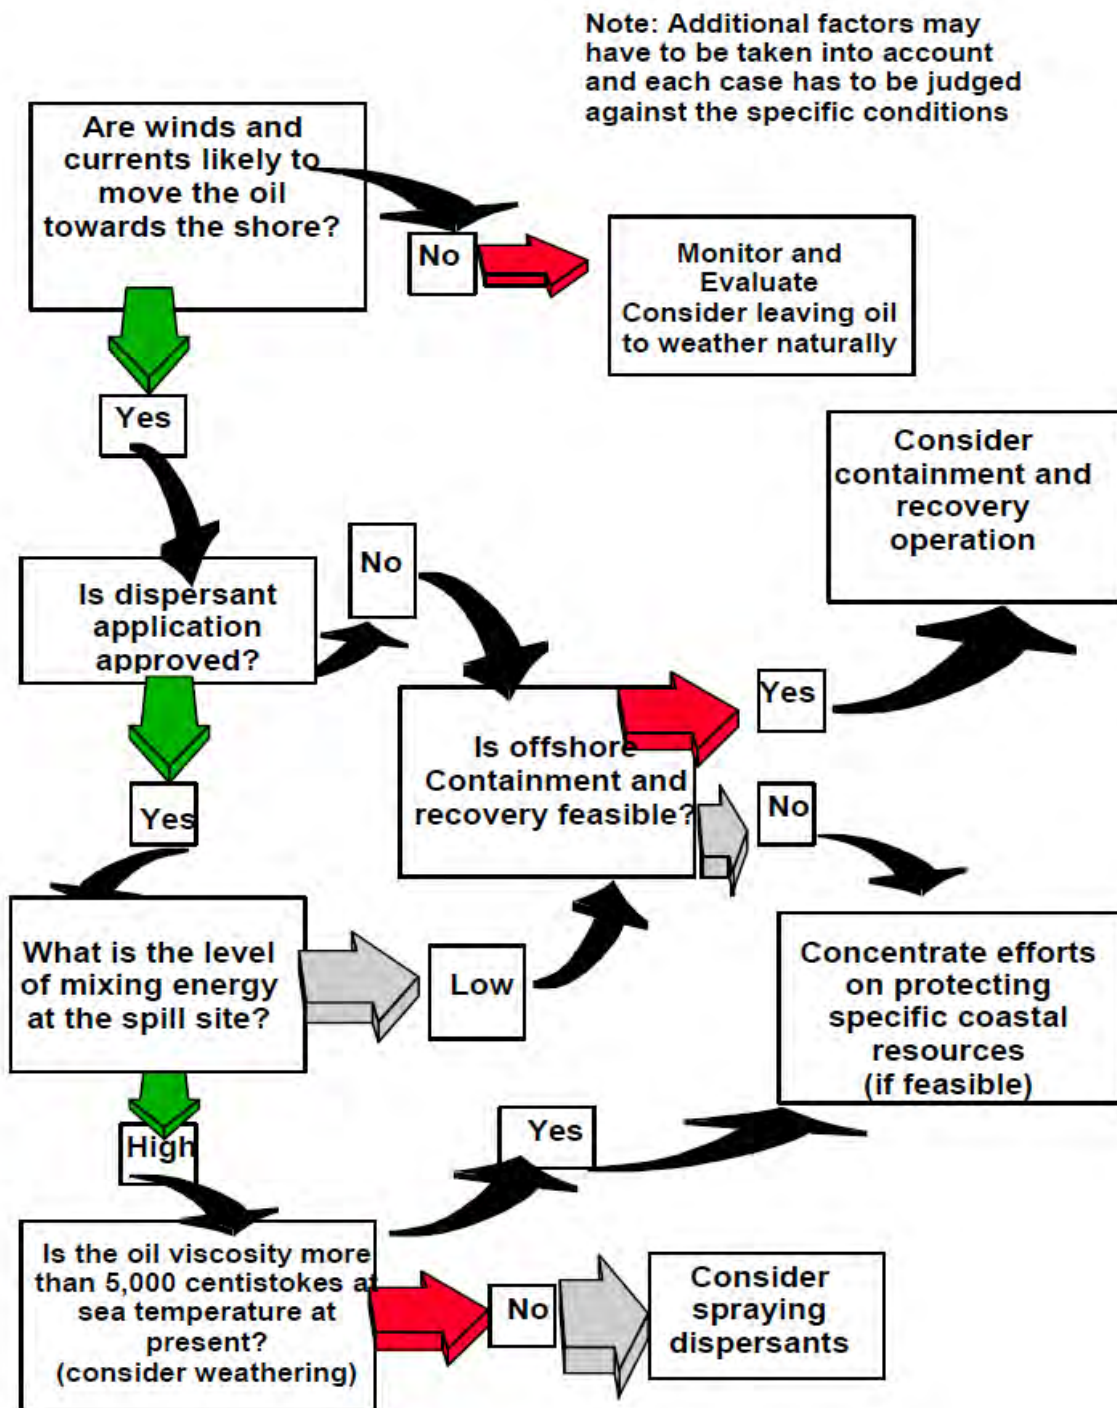 Note: Additional factors may
have to be taken into account
and each case has to be judged
against the specific conditions
Are winds and
currents likely to
move the oil
towards the shore?
No
Monitor and
Evaluate
Consider leaving oil
to weather naturally
Yes
Consider
containment and
recovery
operation
Is dispersant
application
approved?
No
Is offshore
Containment and
recovery feasible?
Yes
No
Yes
What is the level
of mixing energy
at the spill site?
Low
Concentrate efforts
on protecting
specific coastal
resources
(if feasible)
High
Yes
Is the oil viscosity more
than 5,000 centistokes at
sea temperature at
present?
(consider weathering)
No
Consider
spraying
dispersants